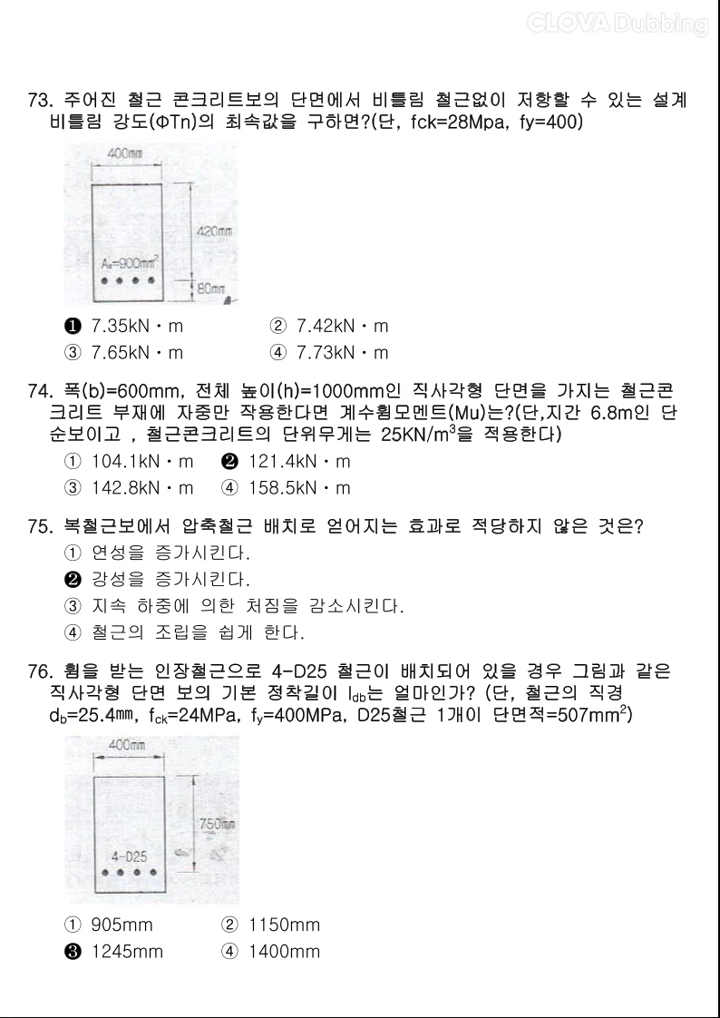 CLOVA Dubbing
73. 주어진 철근 콘크리트보의 단면에서 비틀림 철근없이 저항할 수 있는 설계
비틀림 강도(ΦTn)의 최속값을 구하면?(단, fck=28Mpa, fy=400)
400mm
420mm
As=900mm²
80mm
❶ 7.35kN・m ② 7.42kN・m
③ 7.65kN・m ④ 7.73kN・m
74. 폭(b)=600mm, 전체 높이(h)=1000mm인 직사각형 단면을 가지는 철근콘
크리트 부재에 자중만 작용한다면 계수휨모멘트(Mu)는?(단,지간 6.8m인 단
순보이고 , 철근콘크리트의 단위무게는 25KN/m³을 적용한다)
① 104.1kN・m ❷ 121.4kN・m
③ 142.8kN・m ④ 158.5kN・m
75. 복철근보에서 압축철근 배치로 얻어지는 효과로 적당하지 않은 것은?
① 연성을 증가시킨다.
❷ 강성을 증가시킨다.
③ 지속 하중에 의한 처짐을 감소시킨다.
④ 철근의 조립을 쉽게 한다.
76. 휨을 받는 인장철근으로 4-D25 철근이 배치되어 있을 경우 그림과 같은
직사각형 단면 보의 기본 정착길이 ldb는 얼마인가? (단, 철근의 직경
db=25.4㎜, fck=24MPa, fy=400MPa, D25철근 1개이 단면적=507mm²)
400mm
750mm
4-D25
① 905mm ② 1150mm
❸ 1245mm ④ 1400mm